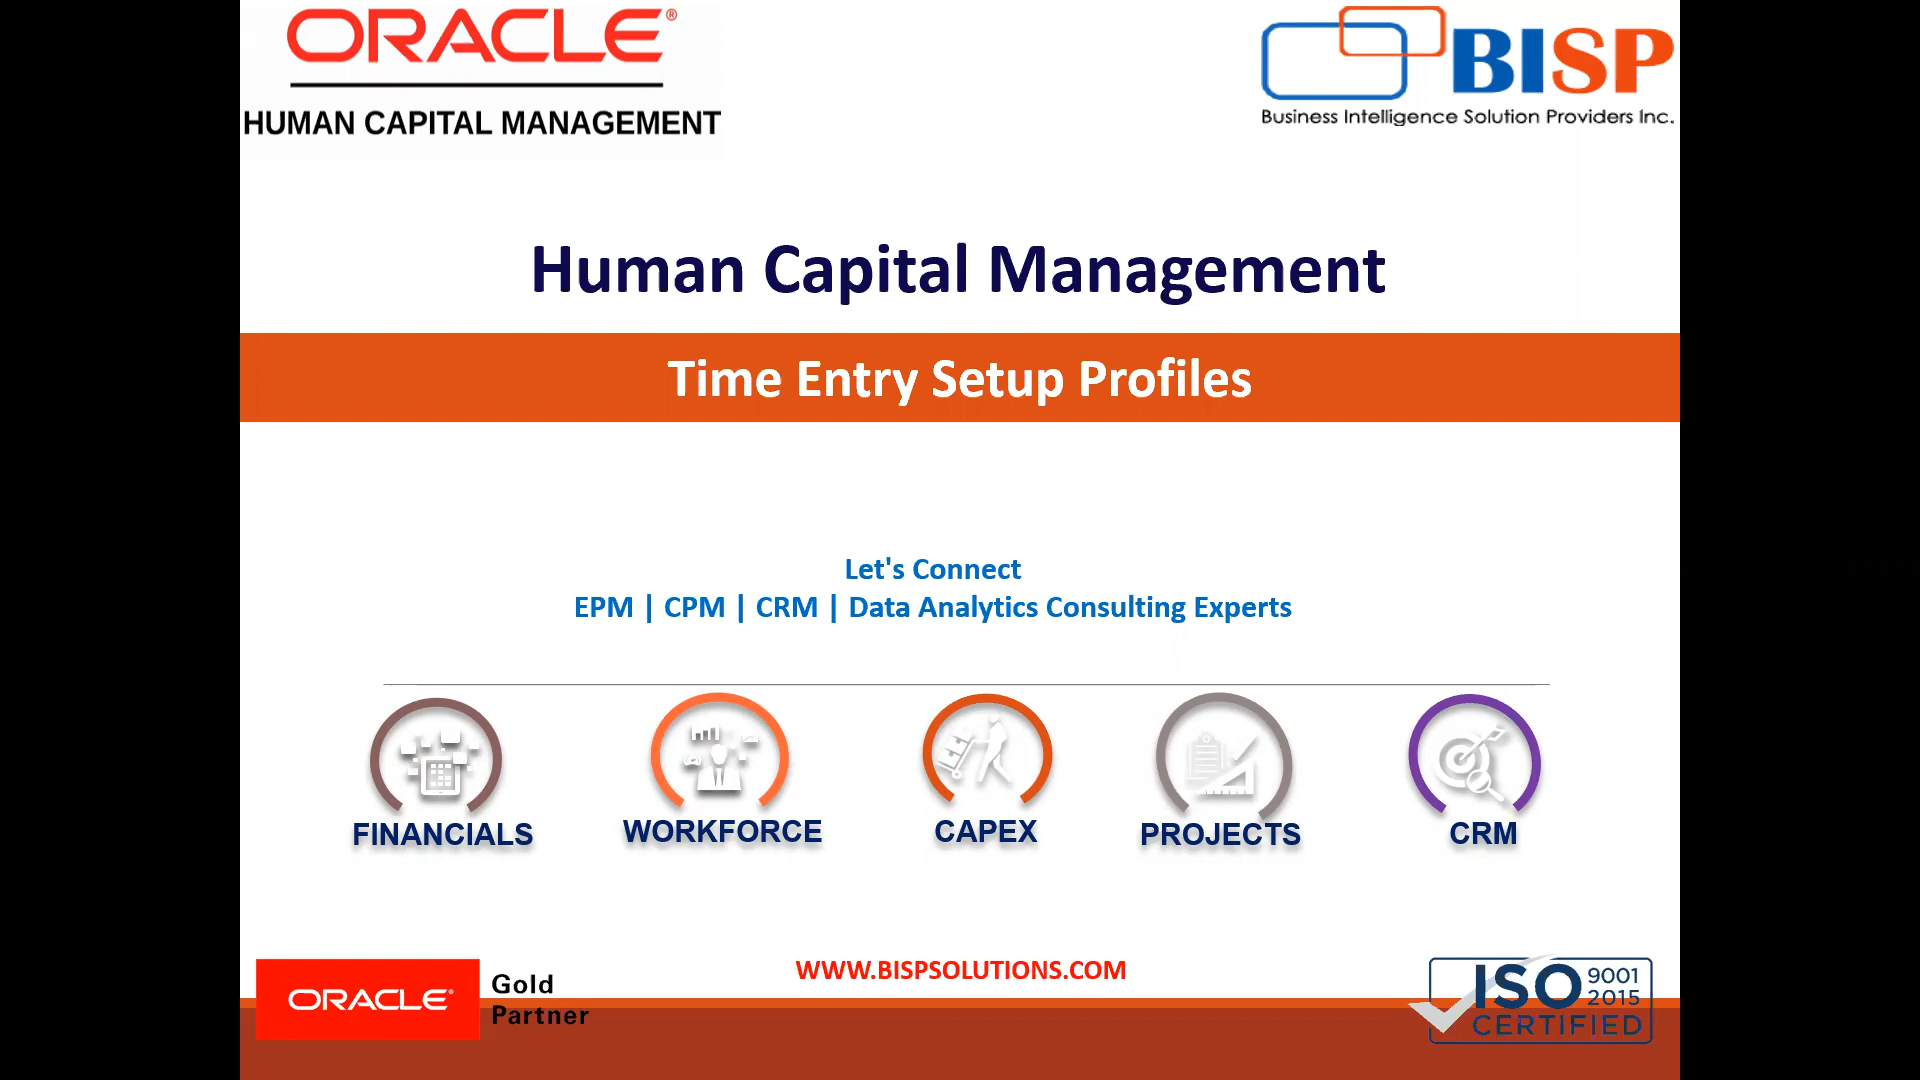 ORACLE®
HUMAN CAPITAL MANAGEMENT
BISP
Business Intelligence Solution Providers Inc.
Human Capital Management
Time Entry Setup Profiles
Let's Connect
EPM | CPM | CRM | Data Analytics Consulting Experts
FINANCIALS
WORKFORCE
CAPEX
PROJECTS
CRM
WWW.BISPSOLUTIONS.COM
ORACLE®
Gold
Partner
ISO 9001
2015
CERTIFIED